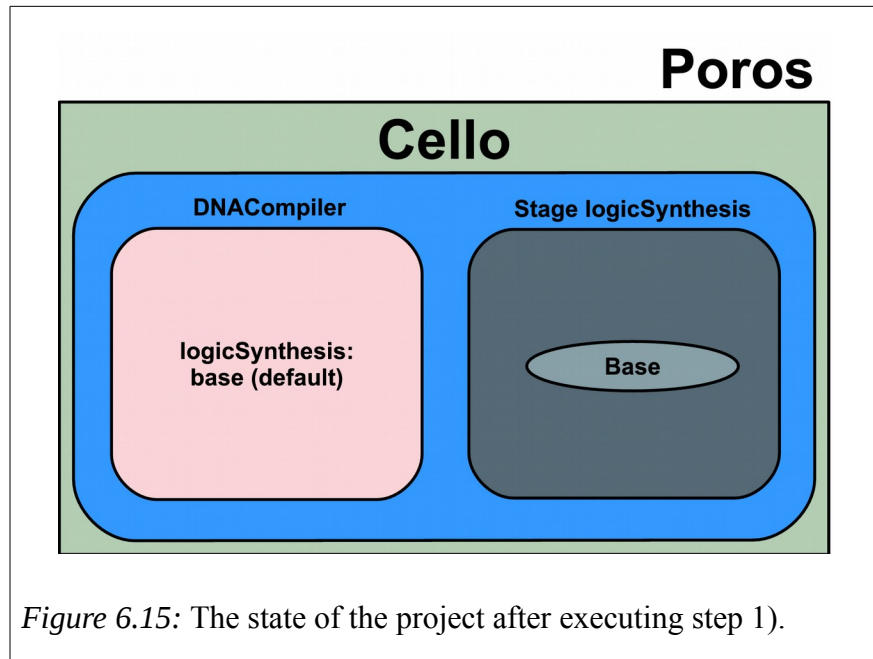 Poros
Cello
DNACompiler
Stage logicSynthesis
logicSynthesis:
base (default)
Base
Figure 6.15: The state of the project after executing step 1).